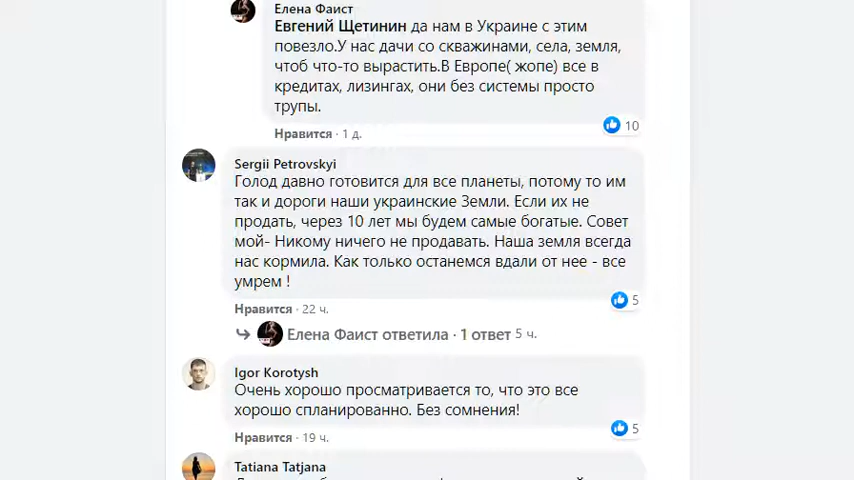 Елена Фаист
Евгений Щетинин да нам в Украине с этим
повезло.У нас дачи со скважинами, села, земля,
чтоб что-то вырастить.В Европе( жопе) все в
кредитах, лизингах, они без системы просто
трупы.
Нравится · 1 д.
10
Sergii Petrovskyi
Голод давно готовится для все планеты, потому то им
так и дороги наши украинские Земли. Если их не
продать, через 10 лет мы будем самые богатые. Совет
мой- Никому ничего не продавать. Наша земля всегда
нас кормила. Как только останемся вдали от нее - все
умрем !
5
Нравится · 22 ч.
Елена Фаист ответила · 1 ответ 5 ч.
Igor Korotysh
Очень хорошо просматривается то, что это все
хорошо спланированно. Без сомнения!
5
Нравится · 19 ч.
Tatiana Tatjana